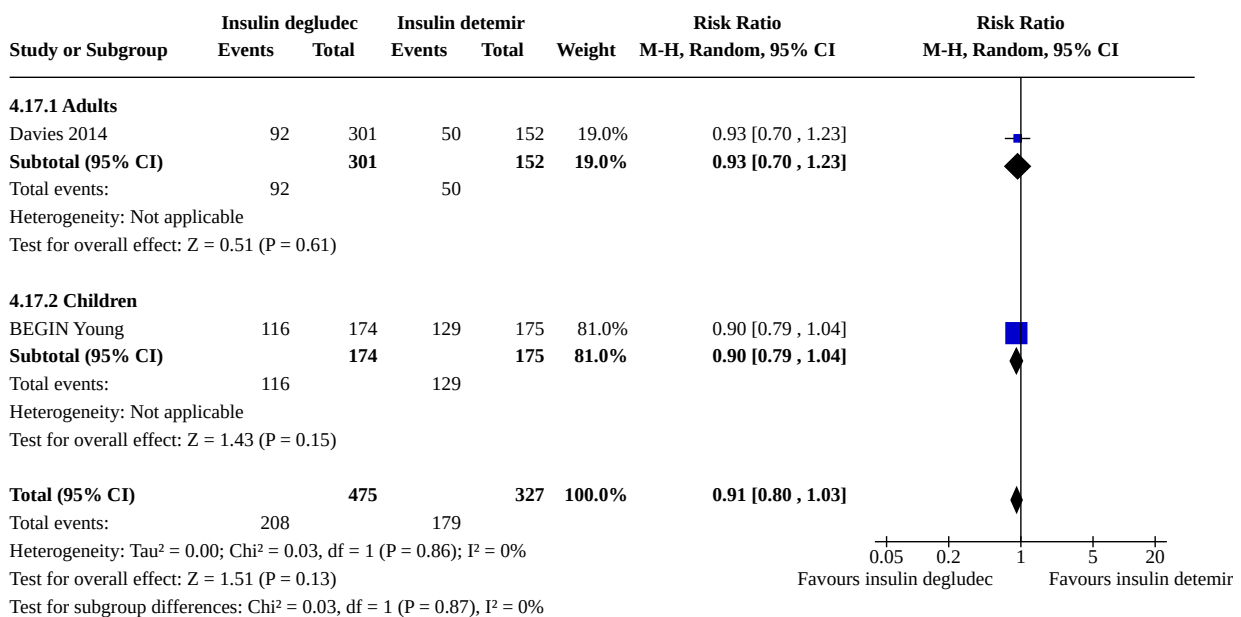 Insulin degludec Insulin detemir Risk Ratio Risk Ratio
Study or Subgroup Events Total Events Total Weight M-H, Random, 95% CI M-H, Random, 95% CI
4.17.1 Adults
Davies 2014 92 301 50 152 19.0% 0.93 [0.70 , 1.23]
Subtotal (95% CI) 301 152 19.0% 0.93 [0.70 , 1.23]
Total events: 92 50
Heterogeneity: Not applicable
Test for overall effect: Z = 0.51 (P = 0.61)
4.17.2 Children
BEGIN Young 116 174 129 175 81.0% 0.90 [0.79 , 1.04]
Subtotal (95% CI) 174 175 81.0% 0.90 [0.79 , 1.04]
Total events: 116 129
Heterogeneity: Not applicable
Test for overall effect: Z = 1.43 (P = 0.15)
Total (95% CI) 475 327 100.0% 0.91 [0.80 , 1.03]
Total events: 208 179
Heterogeneity: Tau² = 0.00; Chi² = 0.03, df = 1 (P = 0.86); I² = 0%
0.05 0.2 1 5 20
Test for overall effect: Z = 1.51 (P = 0.13) Favours insulin degludec Favours insulin detemir
Test for subgroup differences: Chi² = 0.03, df = 1 (P = 0.87), I² = 0%